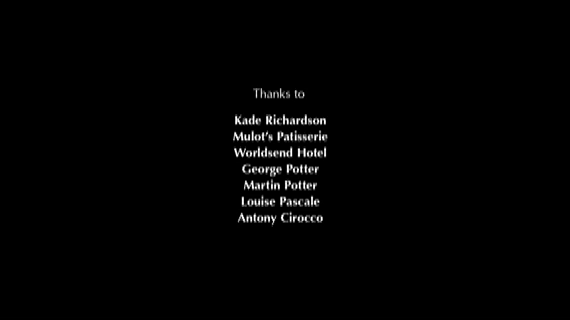 Thanks to
Kade Richardson
Mulot's Patisserie
Worldsend Hotel
George Potter
Martin Potter
Louise Pascale
Antony Cirocco